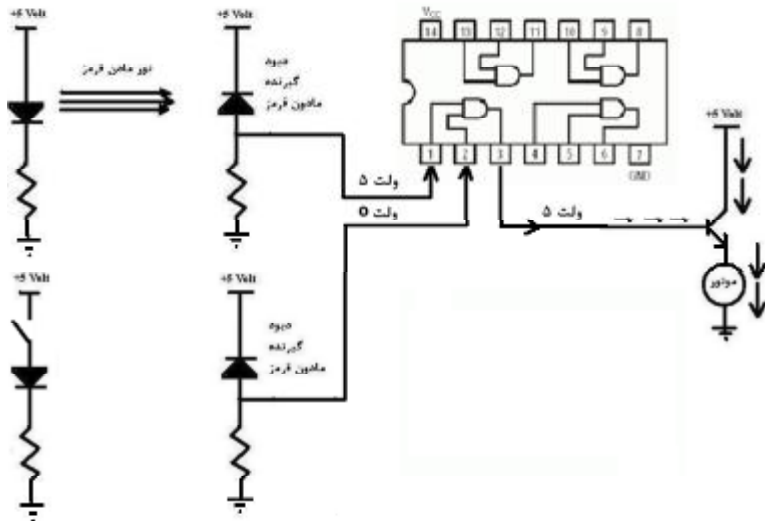 +5 Volt
+5 Volt
نور مادن قرمز
دیود
گیرنده
مادون قرمز
Vcc
14 13 12 11 10 9 8
1 2 3 4 5 6 7
GND
+5 Volt
۵ ولت
0 ولت
۵ ولت
موتور
+5 Volt
+5 Volt
دیود
گیرنده
مادون قرمز